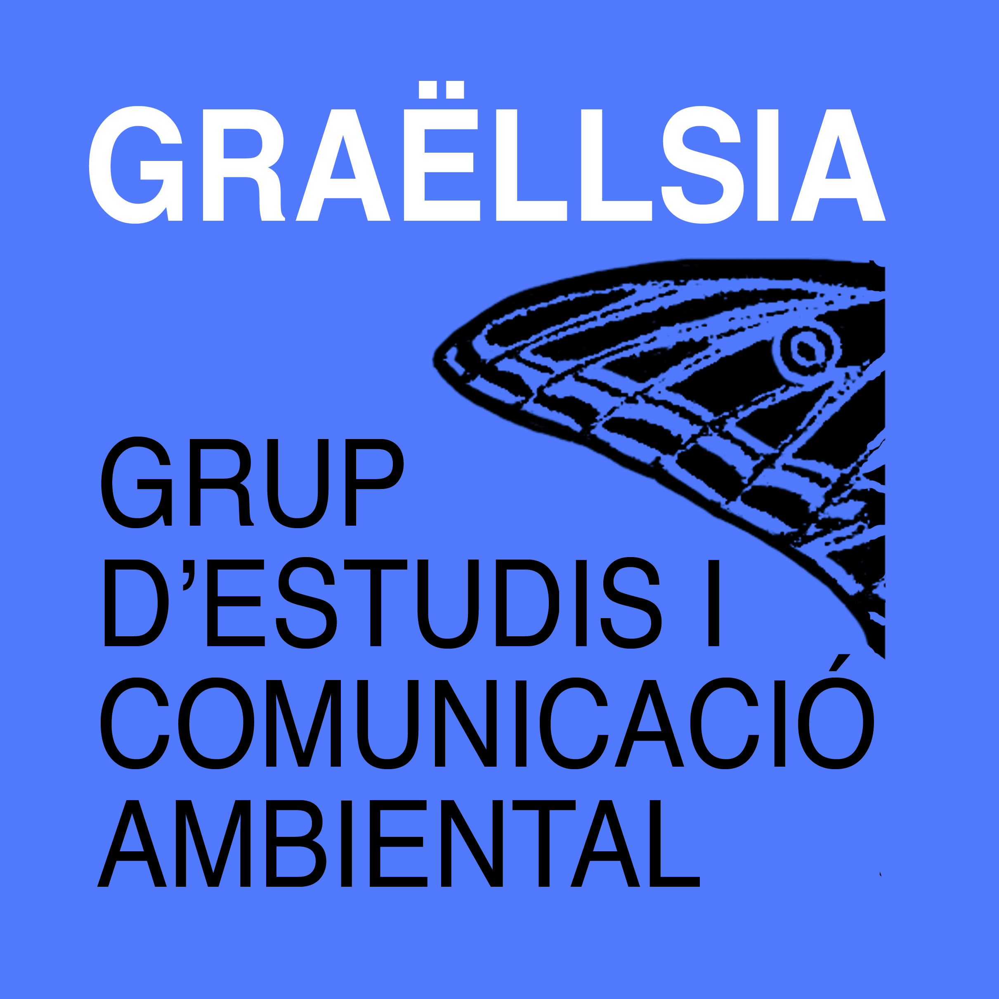 GRAËLLSIA
GRUP
D’ESTUDIS I
COMUNICACIÓ
AMBIENTAL